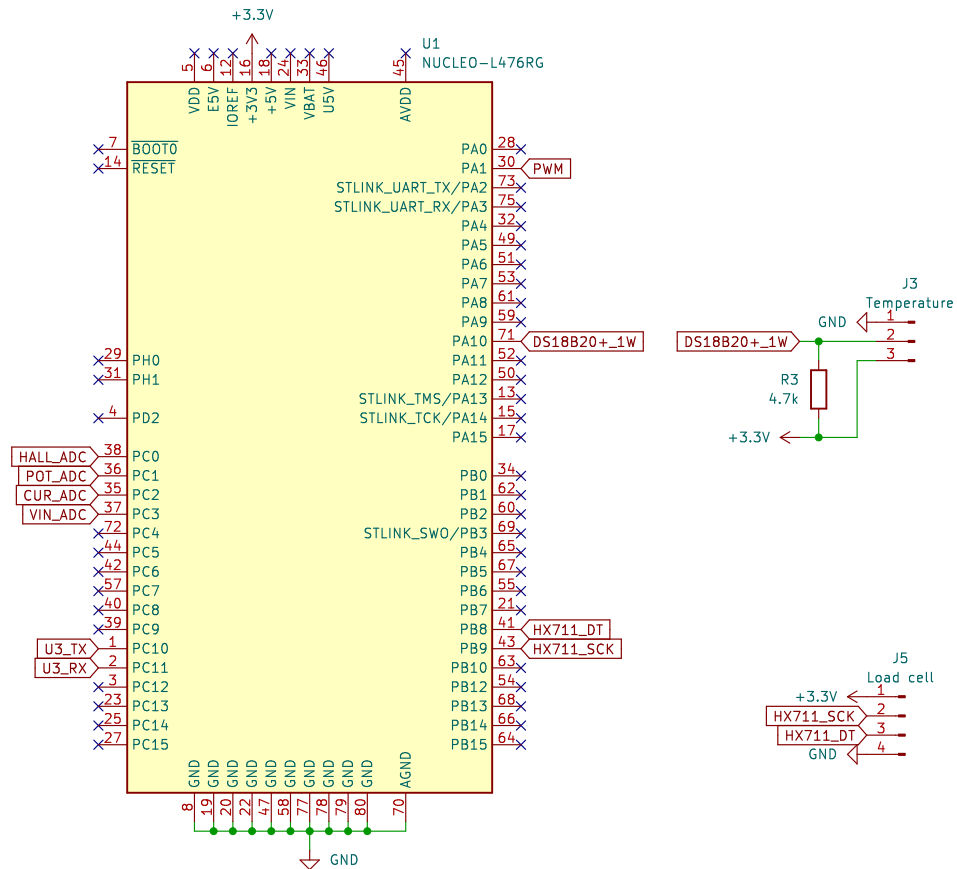 +3.3V
U1
NUCLEO-L476RG
5 6 12 16 18 24 33 46 45
VDD E5V IOREF +3V3 +5V VIN VBAT U5V AVDD
7 BOOT0
14 RESET
29 PH0
31 PH1
4 PD2
HALL_ADC 38 PC0
POT_ADC 36 PC1
CUR_ADC 35 PC2
VIN_ADC 37 PC3
72 PC4
44 PC5
42 PC6
57 PC7
40 PC8
39 PC9
U3_TX 1 PC10
U3_RX 2 PC11
3 PC12
23 PC13
25 PC14
27 PC15
PA0 28
PA1 30 PWM
STLINK_UART_TX/PA2 73
STLINK_UART_RX/PA3 75
PA4 32
PA5 49
PA6 51
PA7 53
PA8 61
PA9 59
PA10 71 DS18B20+_1W
PA11 52
PA12 50
STLINK_TMS/PA13 13
STLINK_TCK/PA14 15
PA15 17
PB0 34
PB1 62
PB2 60
STLINK_SWO/PB3 69
PB4 65
PB5 67
PB6 55
PB7 21
PB8 41 HX711_DT
PB9 43 HX711_SCK
PB10 63
PB12 54
PB13 68
PB14 66
PB15 64
GND GND GND GND GND GND GND GND GND GND AGND
8 19 20 22 47 58 77 78 79 80 70
GND
J3
Temperature
GND 1
DS18B20+_1W 2
3
R3
4.7k
+3.3V
J5
Load cell
+3.3V 1
HX711_SCK 2
HX711_DT 3
GND 4